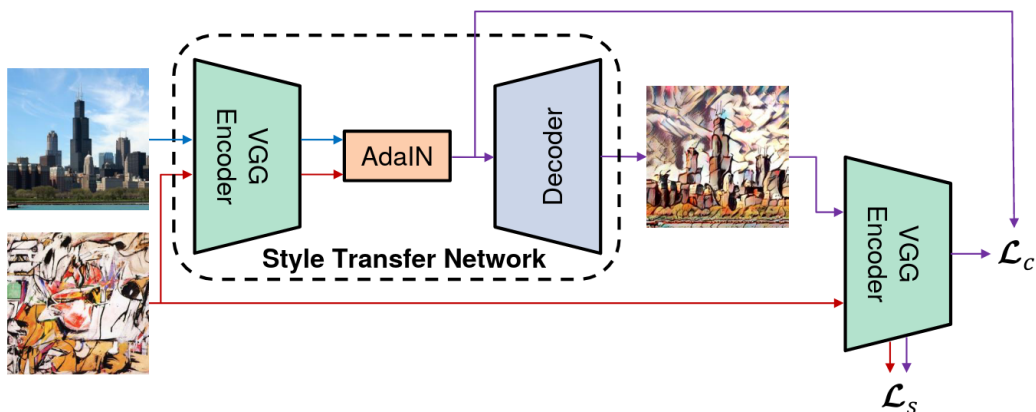 VGG
Encoder
AdaIN
Decoder
Style Transfer Network
VGG
Encoder
ℒc
ℒs